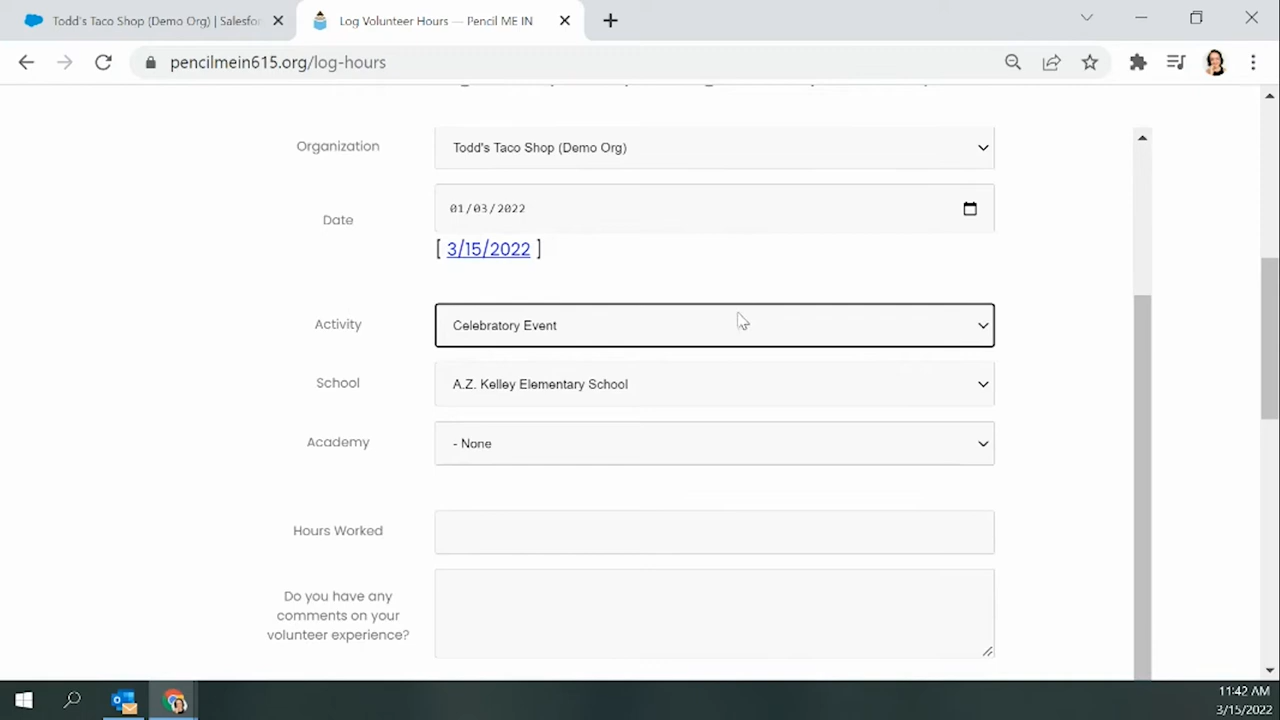 Todd's Taco Shop (Demo Org) | Salesfor
Log Volunteer Hours — Pencil ME IN
pencilmein615.org/log-hours
Organization
Todd's Taco Shop (Demo Org)
Date
01/03/2022
[ 3/15/2022 ]
Activity
Celebratory Event
School
A.Z. Kelley Elementary School
Academy
- None
Hours Worked
Do you have any
comments on your
volunteer experience?
11:42 AM
3/15/2022